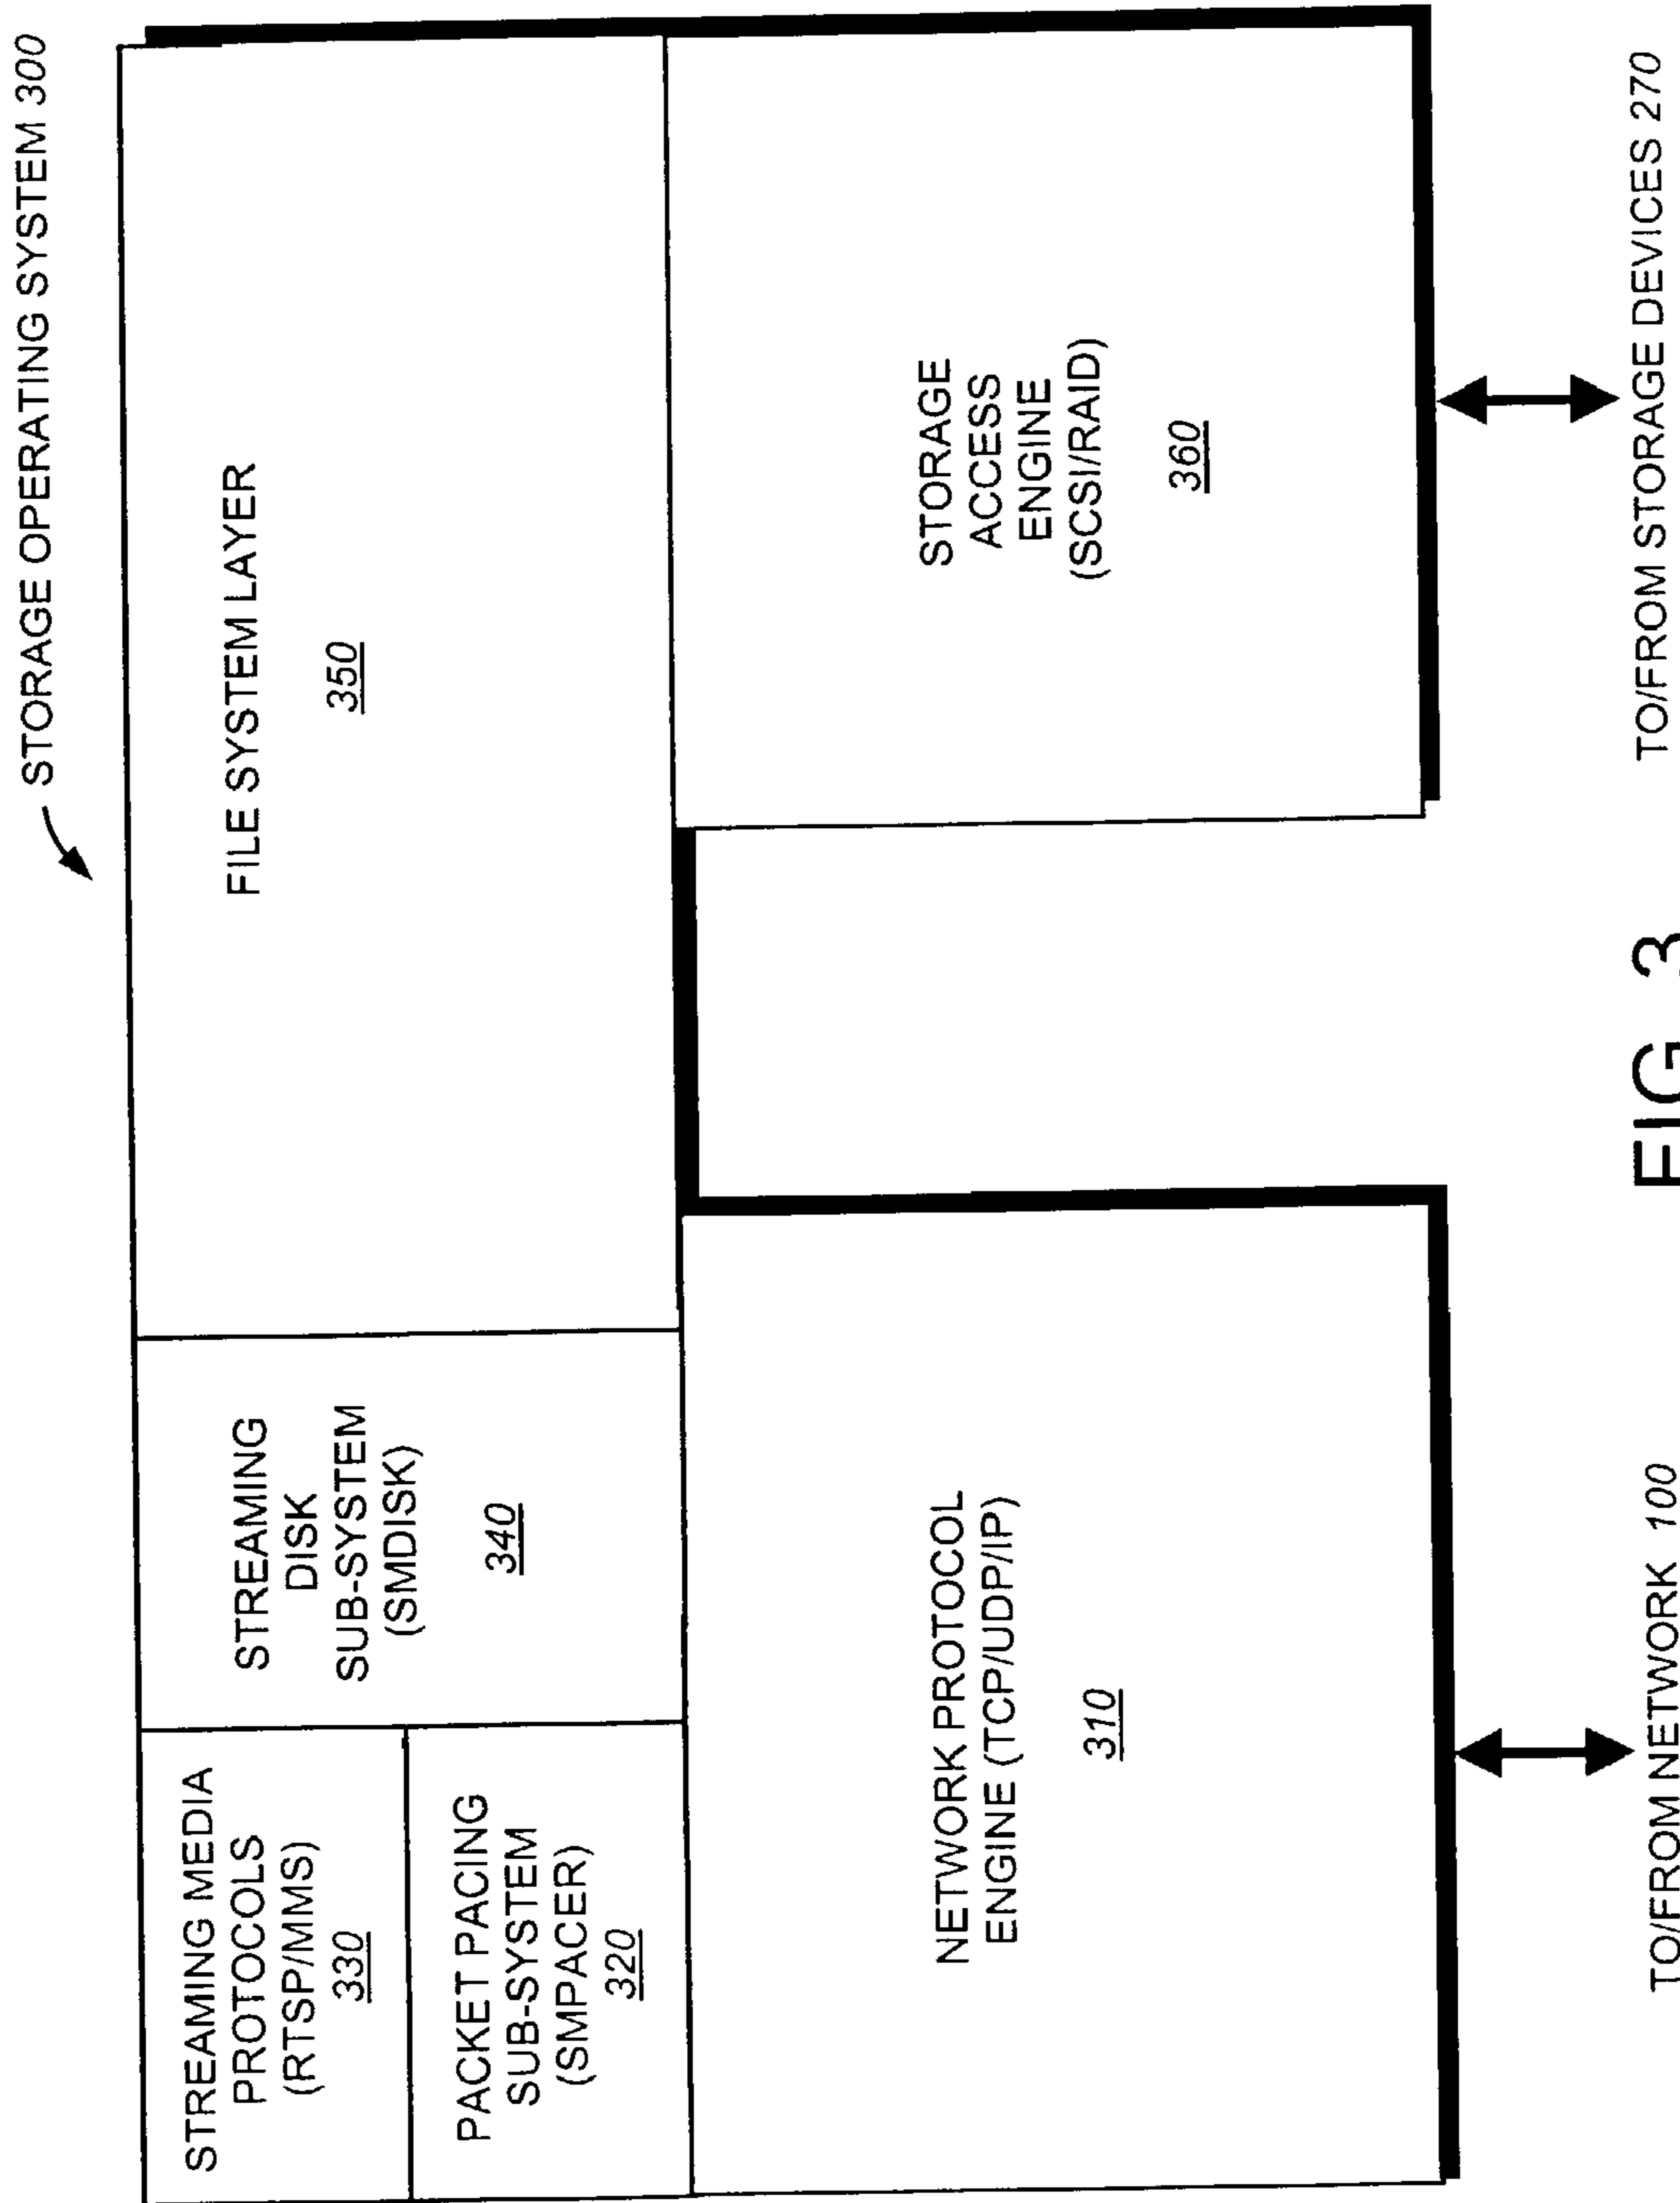 STORAGE OPERATING SYSTEM 300
STREAMING MEDIA
PROTOCOLS
(RTSP/MMS)
330
PACKET PACING
SUB-SYSTEM
(SMPACER)
320
STREAMING
DISK
SUB-SYSTEM
(SMDISK)
340
FILE SYSTEM LAYER
350
NETWORK PROTOCOL
ENGINE (TCP/UDP/IP)
310
STORAGE
ACCESS
ENGINE
(SCSI/RAID)
360
TO/FROM NETWORK 100
TO/FROM STORAGE DEVICES 270
FIG. 3